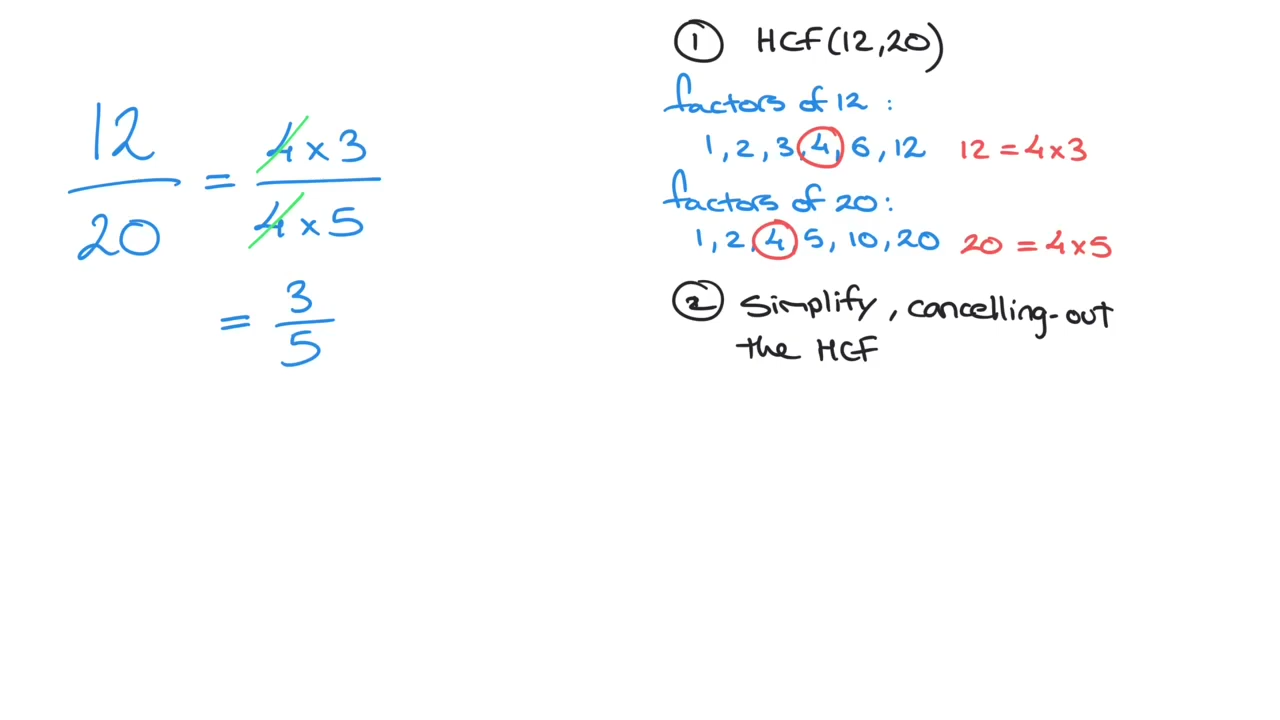 12/20 = 4 × 3 / 4 × 5
= 3/5
① HCF(12,20)
factors of 12 :
1, 2, 3, 4, 6, 12 12 = 4 × 3
factors of 20 :
1, 2, 4, 5, 10, 20 20 = 4 × 5
② Simplify, cancelling-out
the HCF